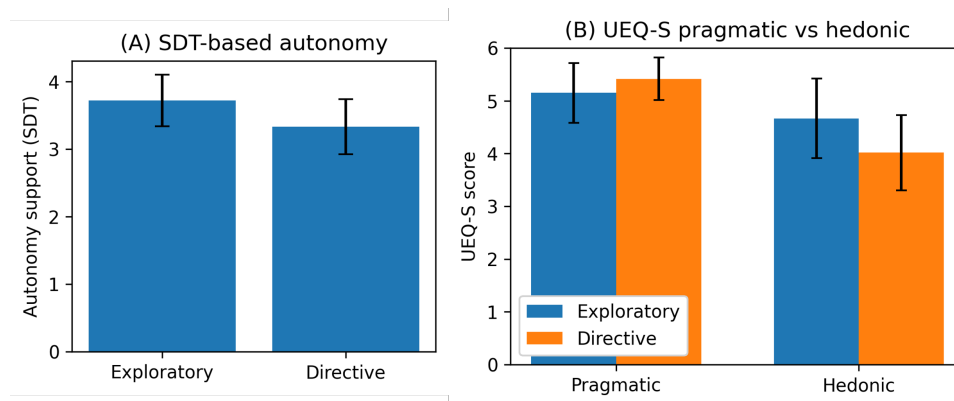 (A) SDT-based autonomy
Autonomy support (SDT)
4
3
2
1
0
Exploratory
Directive
(B) UEQ-S pragmatic vs hedonic
UEQ-S score
6
5
4
3
2
1
0
Exploratory
Directive
Pragmatic
Hedonic